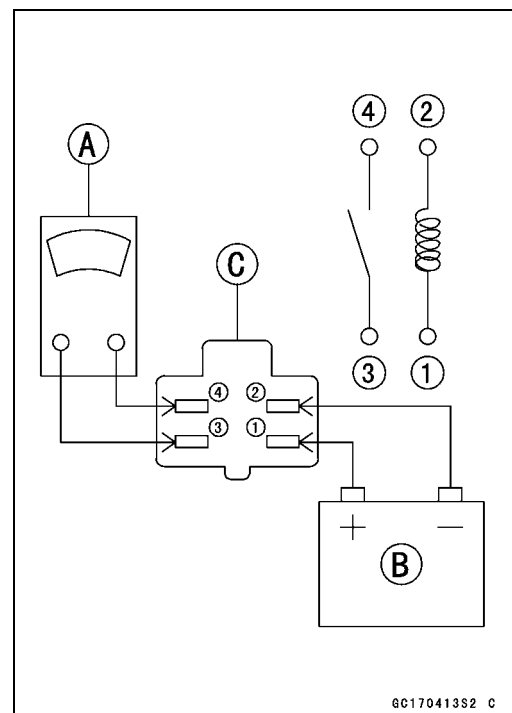 ④ ②
A
C
③ ①
④ ②
③ ①
+ −
B
GC170413S2 C